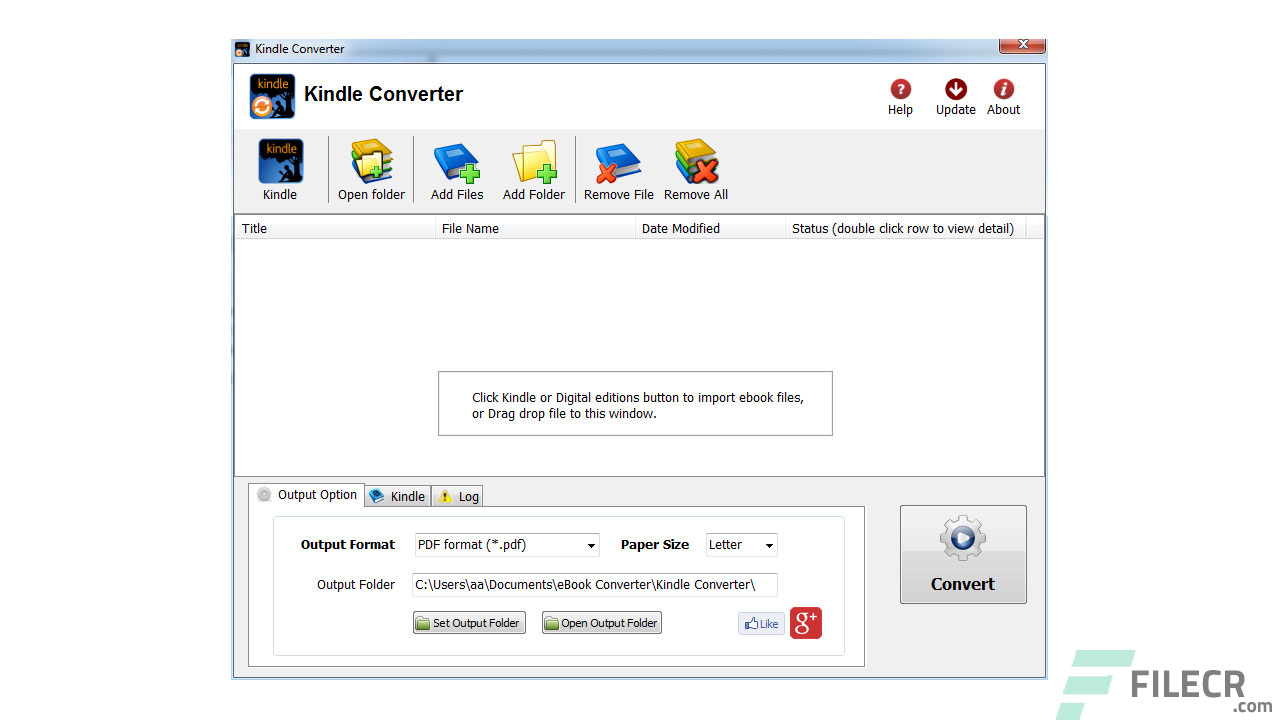 Kindle Converter
kindle
Kindle Converter
Help Update About
kindle
Kindle Open folder Add Files Add Folder Remove File Remove All
Title File Name Date Modified Status (double click row to view detail)
Click Kindle or Digital editions button to import ebook files,
or Drag drop file to this window.
Output Option Kindle Log
Output Format PDF format (*.pdf) Paper Size Letter
Output Folder C:\Users\aa\Documents\eBook Converter\Kindle Converter\
Convert
Set Output Folder Open Output Folder Like g+
FILECR
.com